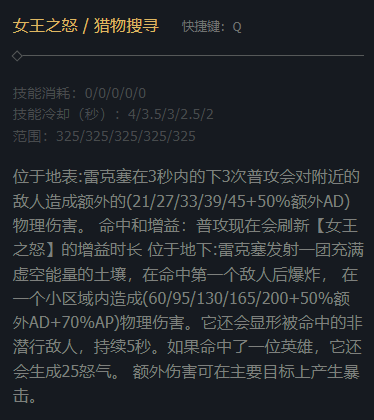 女王之怒 / 猎物搜寻 快捷键：Q
技能消耗：0/0/0/0/0
技能冷却（秒）：4/3.5/3/2.5/2
范围：325/325/325/325/325
位于地表:雷克塞在3秒内的下3次普攻会对附近的
敌人造成额外的(21/27/33/39/45+50%额外AD)
物理伤害。 命中和增益：普攻现在会刷新【女王
之怒】的增益时长 位于地下:雷克塞发射一团充满
虚空能量的土壤，在命中第一个敌人后爆炸， 在
一个小区域内造成(60/95/130/165/200+50%额
外AD+70%AP)物理伤害。它还会显形被命中的非
潜行敌人，持续5秒。如果命中了一位英雄，它还
会生成25怒气。 额外伤害可在主要目标上产生暴
击。